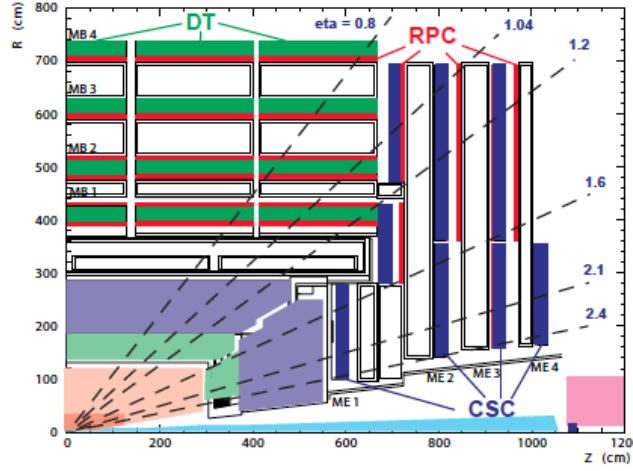 R (cm)
800
700
600
500
400
300
200
100
0
MB 4
MB 3
MB 2
MB 1
DT
eta = 0.8
RPC
1.04
1.2
1.6
2.1
2.4
ME 1
ME 2
ME 3
ME 4
CSC
0
200
400
600
800
1000
120
Z (cm)